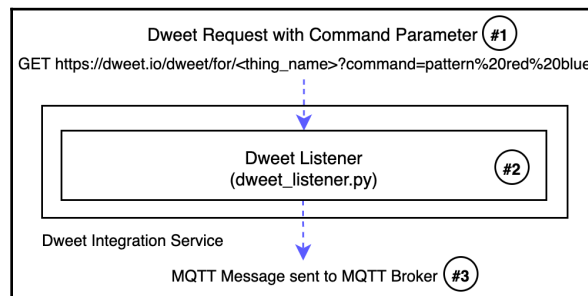 Dweet Request with Command Parameter #1
GET https://dweet.io/dweet/for/<thing_name>?command=pattern%20red%20blue
Dweet Listener
(dweet_listener.py)
#2
Dweet Integration Service
MQTT Message sent to MQTT Broker #3